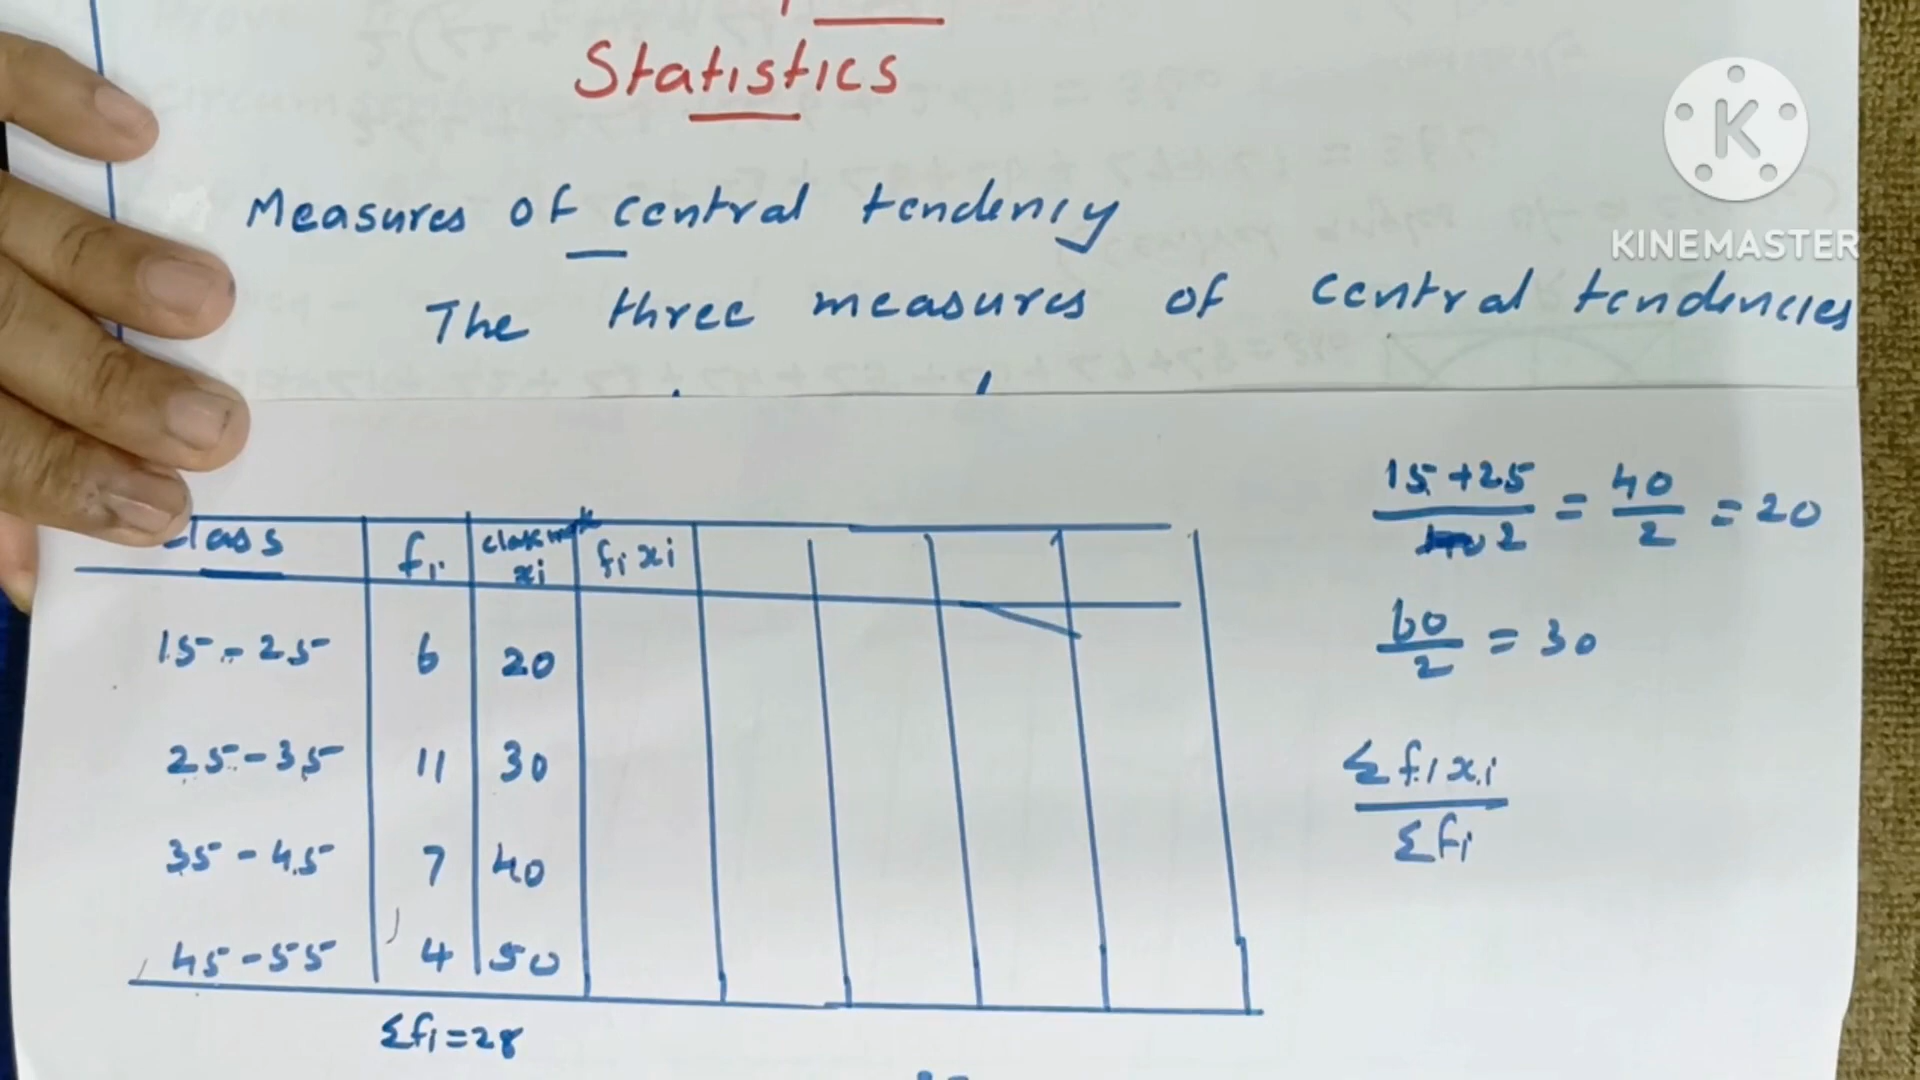 Statistics
Measures of central tendency
The three measures of central tendencies
K
KINEMASTER
class fi class mark xi fi xi
15 - 25 6 20
25 - 35 11 30
35 - 45 7 40
45 - 55 4 50
Σfi = 28
15 + 25 / 2 = 40 / 2 = 20
60 / 2 = 30
Σ fi xi / Σfi